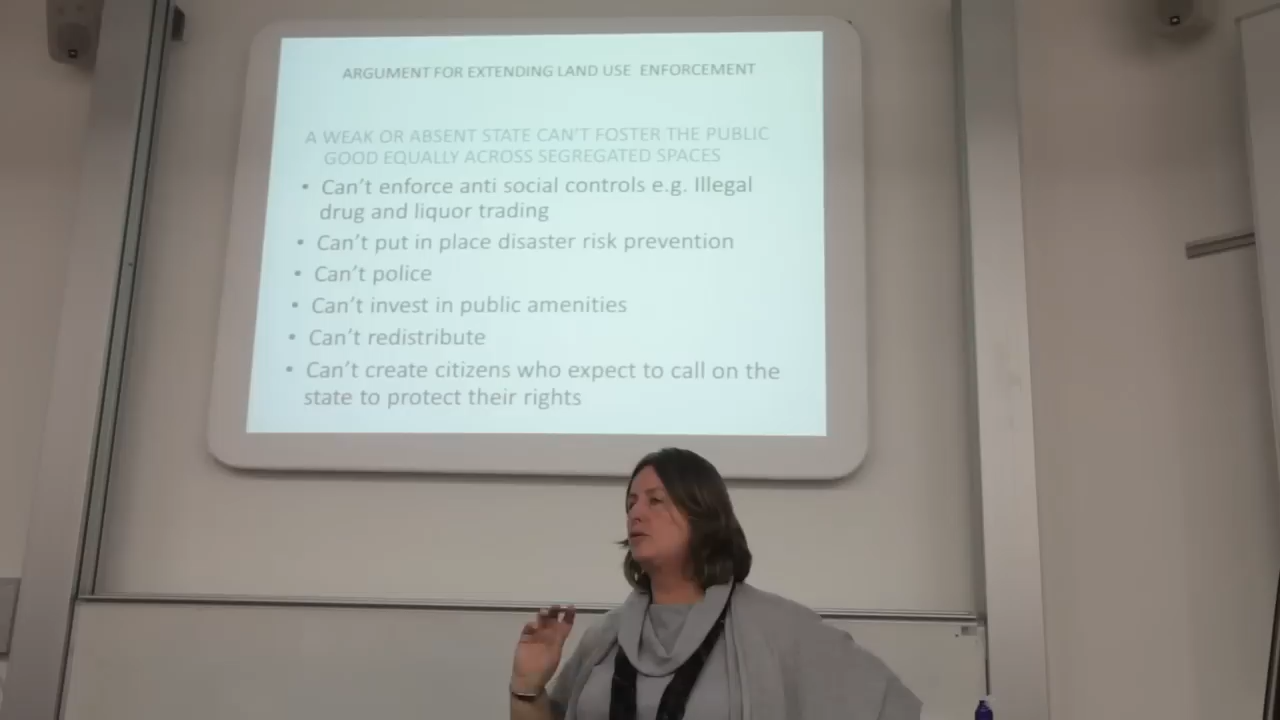 ARGUMENT FOR EXTENDING LAND USE ENFORCEMENT
A WEAK OR ABSENT STATE CAN'T FOSTER THE PUBLIC
GOOD EQUALLY ACROSS SEGREGATED SPACES
• Can't enforce anti social controls e.g. Illegal
drug and liquor trading
• Can't put in place disaster risk prevention
• Can't police
• Can't invest in public amenities
• Can't redistribute
• Can't create citizens who expect to call on the
state to protect their rights